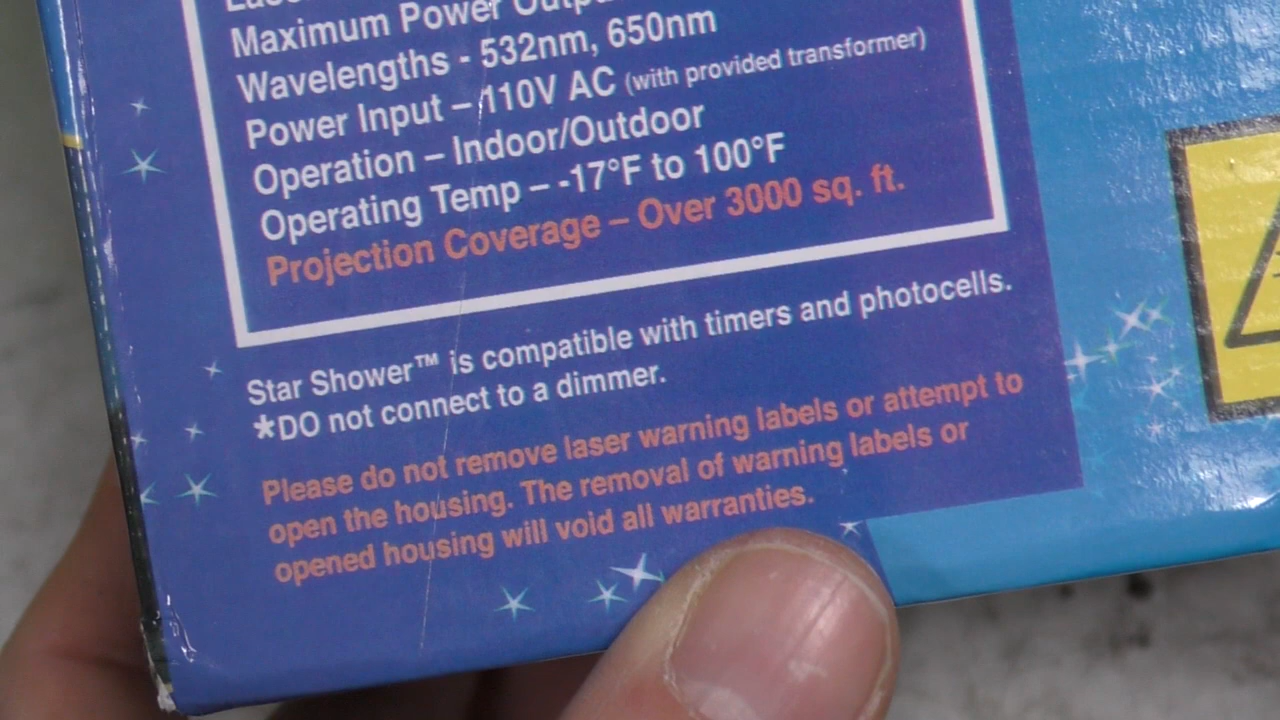 Maximum Power Outpu
Wavelengths - 532nm, 650nm
Power Input – 110V AC (with provided transformer)
Operation – Indoor/Outdoor
Operating Temp – -17°F to 100°F
Projection Coverage – Over 3000 sq. ft.
Star Shower™ is compatible with timers and photocells.
*DO not connect to a dimmer.
Please do not remove laser warning labels or attempt to
open the housing. The removal of warning labels or
opened housing will void all warranties.